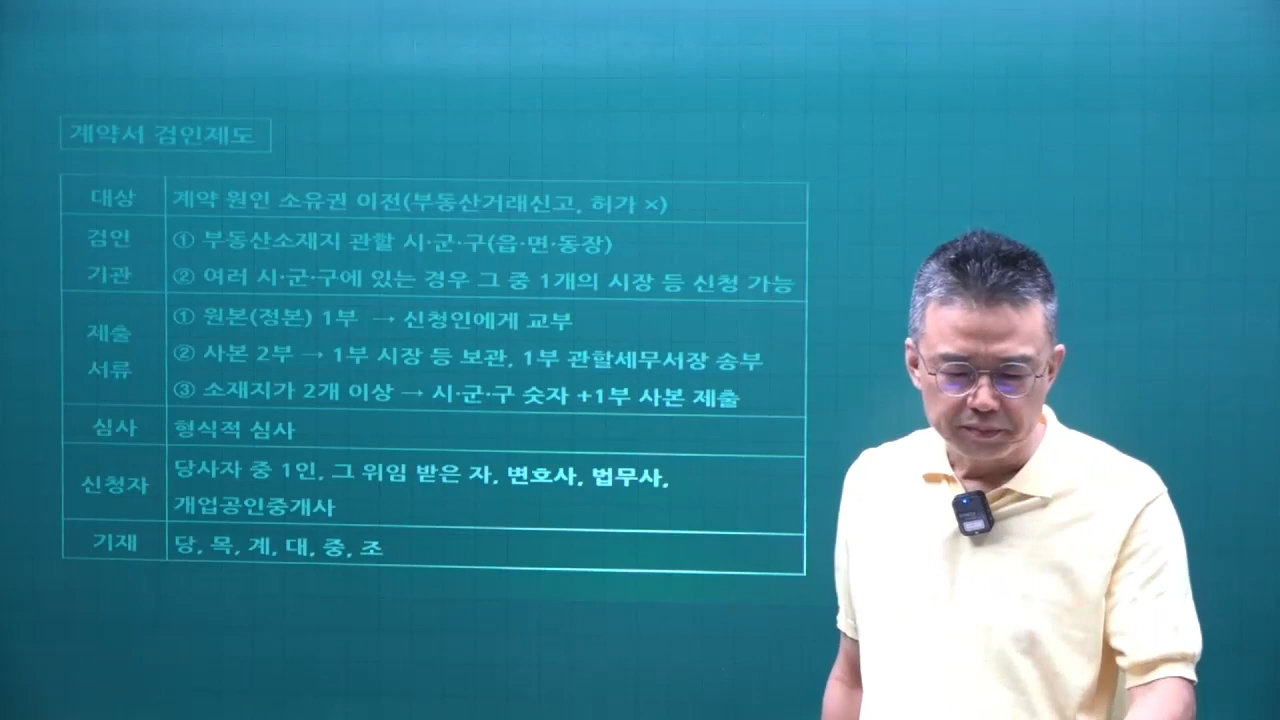 계약서 검인제도
대상 계약 원인 소유권 이전(부동산거래신고, 허가 ×)
검인 ① 부동산소재지 관할 시·군·구(읍·면·동장)
기관 ② 여러 시·군·구에 있는 경우 그 중 1개의 시장 등 신청 가능
제출 ① 원본(정본) 1부 → 신청인에게 교부
서류 ② 사본 2부 → 1부 시장 등 보관, 1부 관할세무서장 송부
③ 소재지가 2개 이상 → 시·군·구 숫자 +1부 사본 제출
심사 형식적 심사
신청자 당사자 중 1인, 그 위임 받은 자, 변호사, 법무사,
개업공인중개사
기재 당, 목, 계, 대, 중, 조